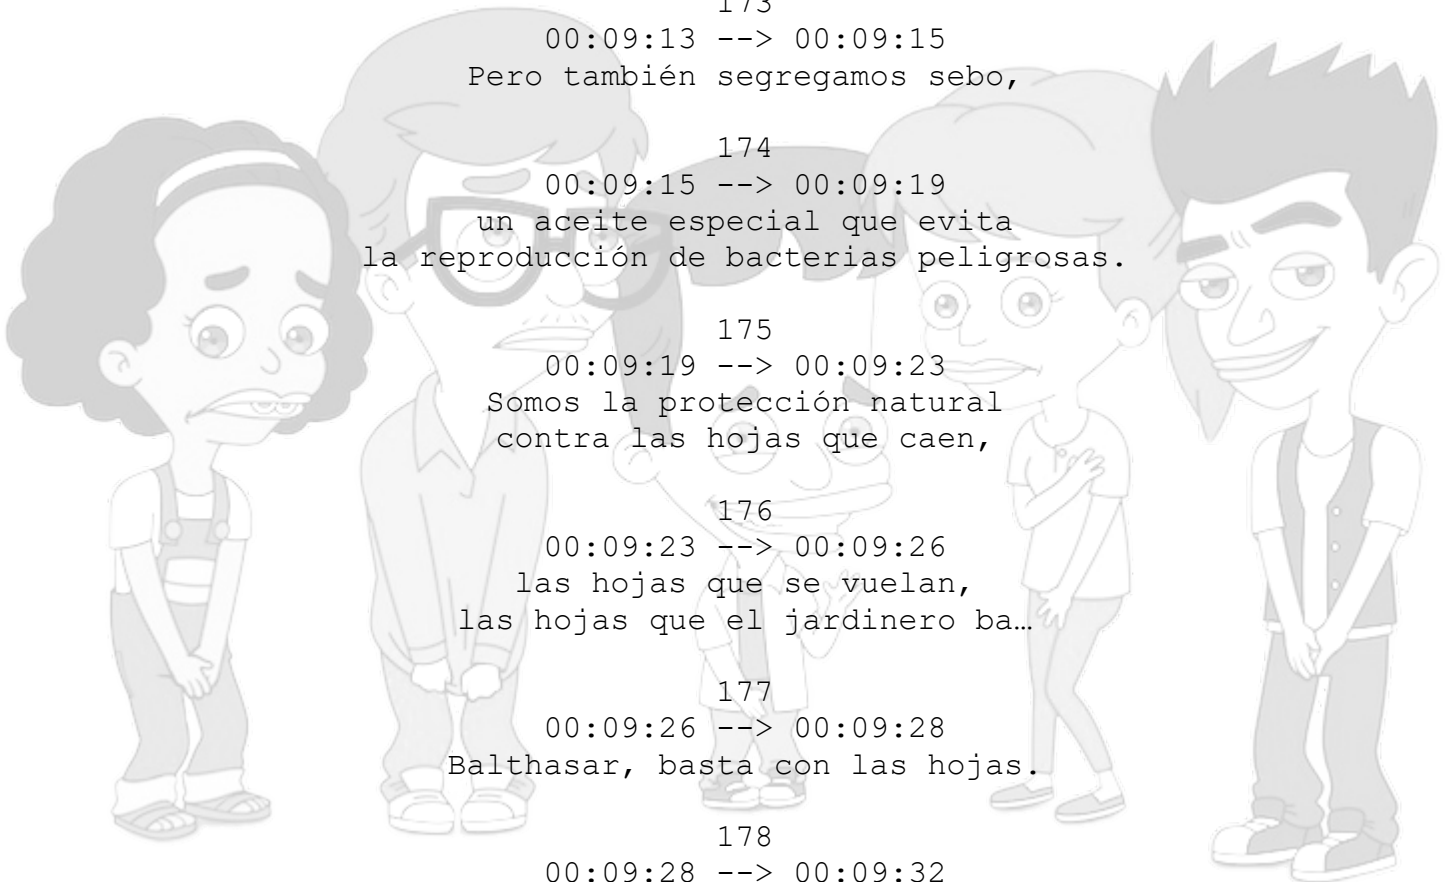 173
00:09:13 --> 00:09:15
Pero también segregamos sebo,
174
00:09:15 --> 00:09:19
un aceite especial que evita
la reproducción de bacterias peligrosas.
175
00:09:19 --> 00:09:23
Somos la protección natural
contra las hojas que caen,
176
00:09:23 --> 00:09:26
las hojas que se vuelan,
las hojas que el jardinero ba…
177
00:09:26 --> 00:09:28
Balthasar, basta con las hojas.
178
00:09:28 --> 00:09:32